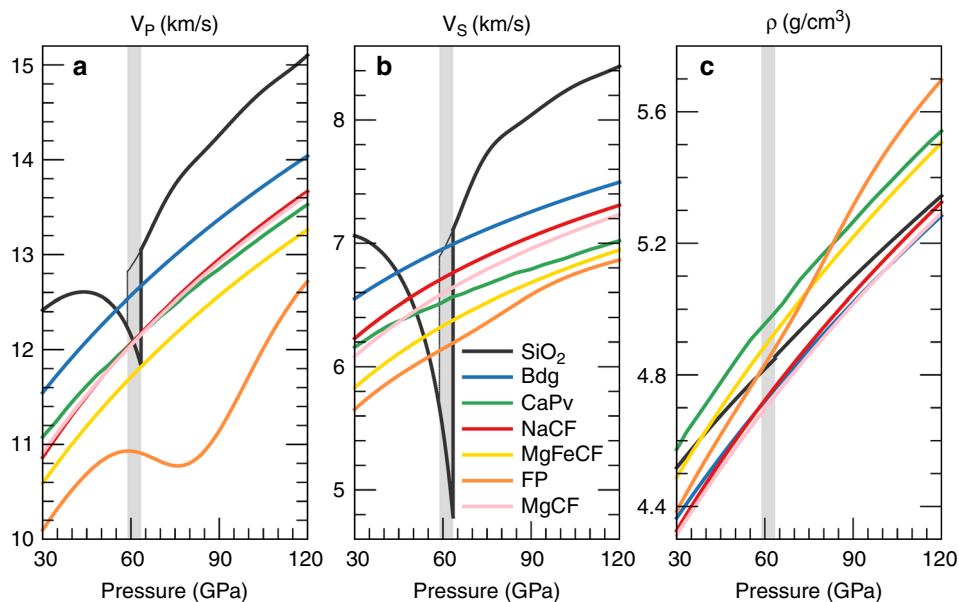 V_P (km/s)
V_S (km/s)
ρ (g/cm³)
a
b
c
15
14
13
12
11
10
8
7
6
5
5.6
5.2
4.8
4.4
SiO₂
Bdg
CaPv
NaCF
MgFeCF
FP
MgCF
30 60 90 120
30 60 90 120
30 60 90 120
Pressure (GPa)
Pressure (GPa)
Pressure (GPa)